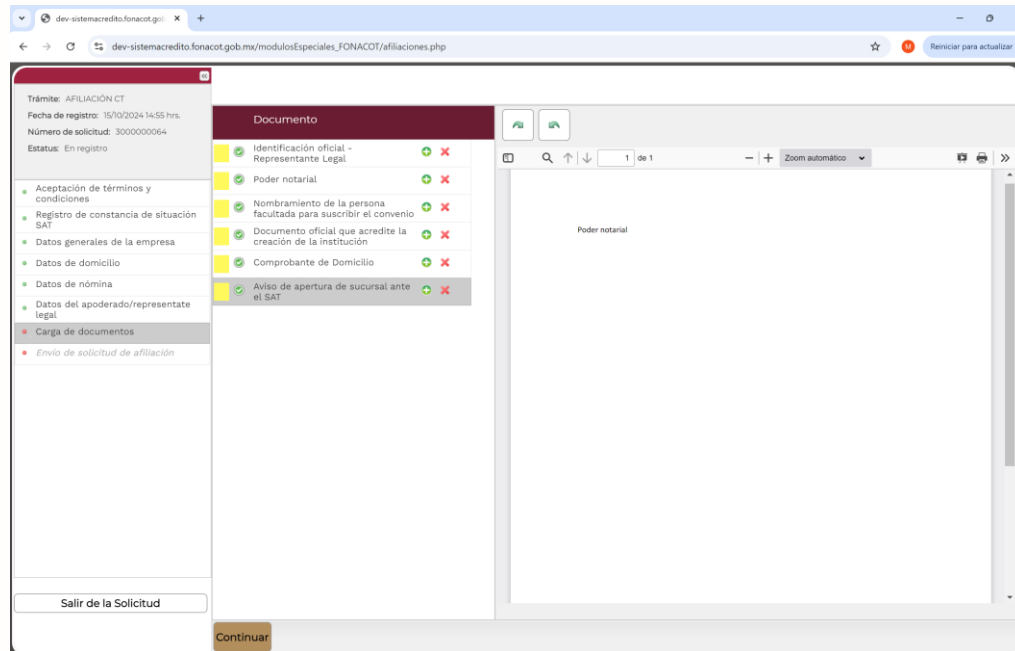 dev-sistemacredito.fonacot.gob.
dev-sistemacredito.fonacot.gob.mx/modulosEspeciales_FONACOT/afiliaciones.php
M
Reiniciar para actualizar
Trámite: AFILIACIÓN CT
Fecha de registro: 15/10/2024 14:55 hrs.
Número de solicitud: 3000000064
Estatus: En registro
Aceptación de términos y
condiciones
Registro de constancia de situación
SAT
Datos generales de la empresa
Datos de domicilio
Datos de nómina
Datos del apoderado/representate
legal
Carga de documentos
Envío de solicitud de afiliación
Salir de la Solicitud
Documento
Identificación oficial -
Representante Legal
Poder notarial
Nombramiento de la persona
facultada para suscribir el convenio
Documento oficial que acredite la
creación de la institución
Comprobante de Domicilio
Aviso de apertura de sucursal ante
el SAT
Continuar
1 de 1
Zoom automático
Poder notarial